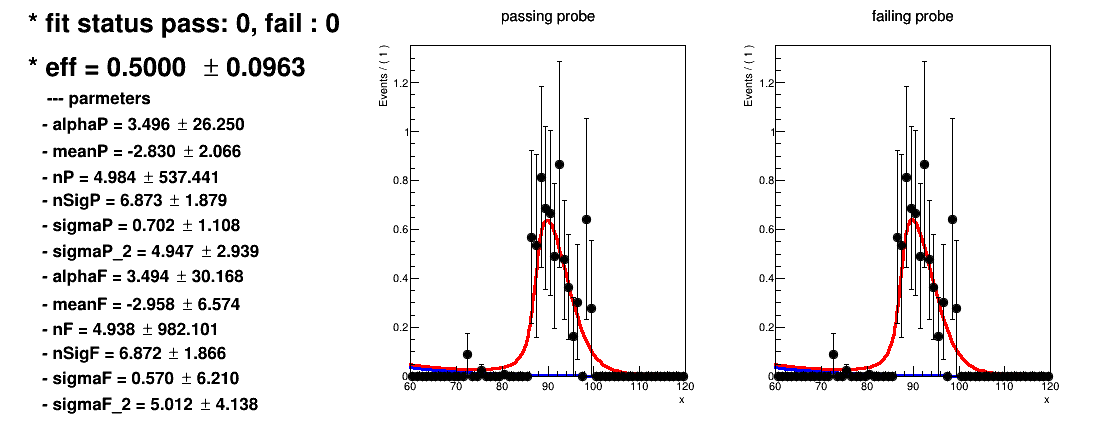 * fit status pass: 0, fail : 0
* eff = 0.5000 ± 0.0963
--- parmeters
- alphaP = 3.496 ± 26.250
- meanP = -2.830 ± 2.066
- nP = 4.984 ± 537.441
- nSigP = 6.873 ± 1.879
- sigmaP = 0.702 ± 1.108
- sigmaP_2 = 4.947 ± 2.939
- alphaF = 3.494 ± 30.168
- meanF = -2.958 ± 6.574
- nF = 4.938 ± 982.101
- nSigF = 6.872 ± 1.866
- sigmaF = 0.570 ± 6.210
- sigmaF_2 = 5.012 ± 4.138
passing probe
Events / ( 1 )
1.2
1
0.8
0.6
0.4
0.2
0
60 70 80 90 100 110 120
x
failing probe
Events / ( 1 )
1.2
1
0.8
0.6
0.4
0.2
0
60 70 80 90 100 110 120
x